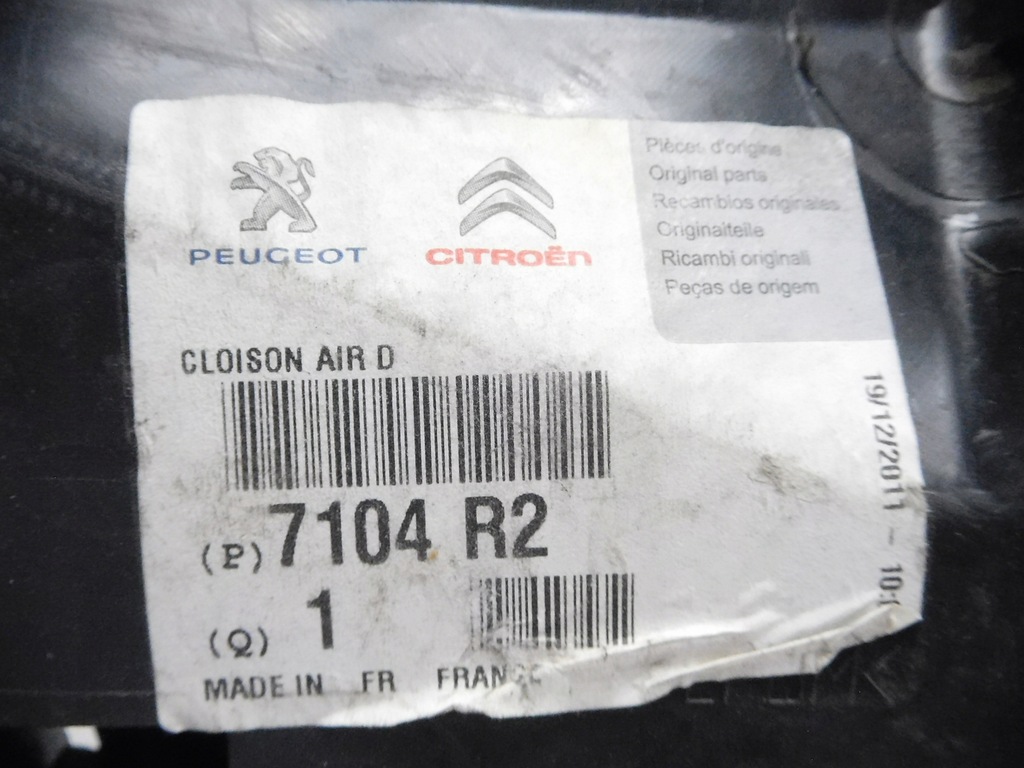 PEUGEOT
CITROËN
Pièces d'origine
Original parts
Recambios originales
Originalteile
Ricambi originali
Peças de origem
CLOISON AIR D
(P) 7104 R2
(Q) 1
MADE IN FR FRANCE
19/12/2011 - 10: